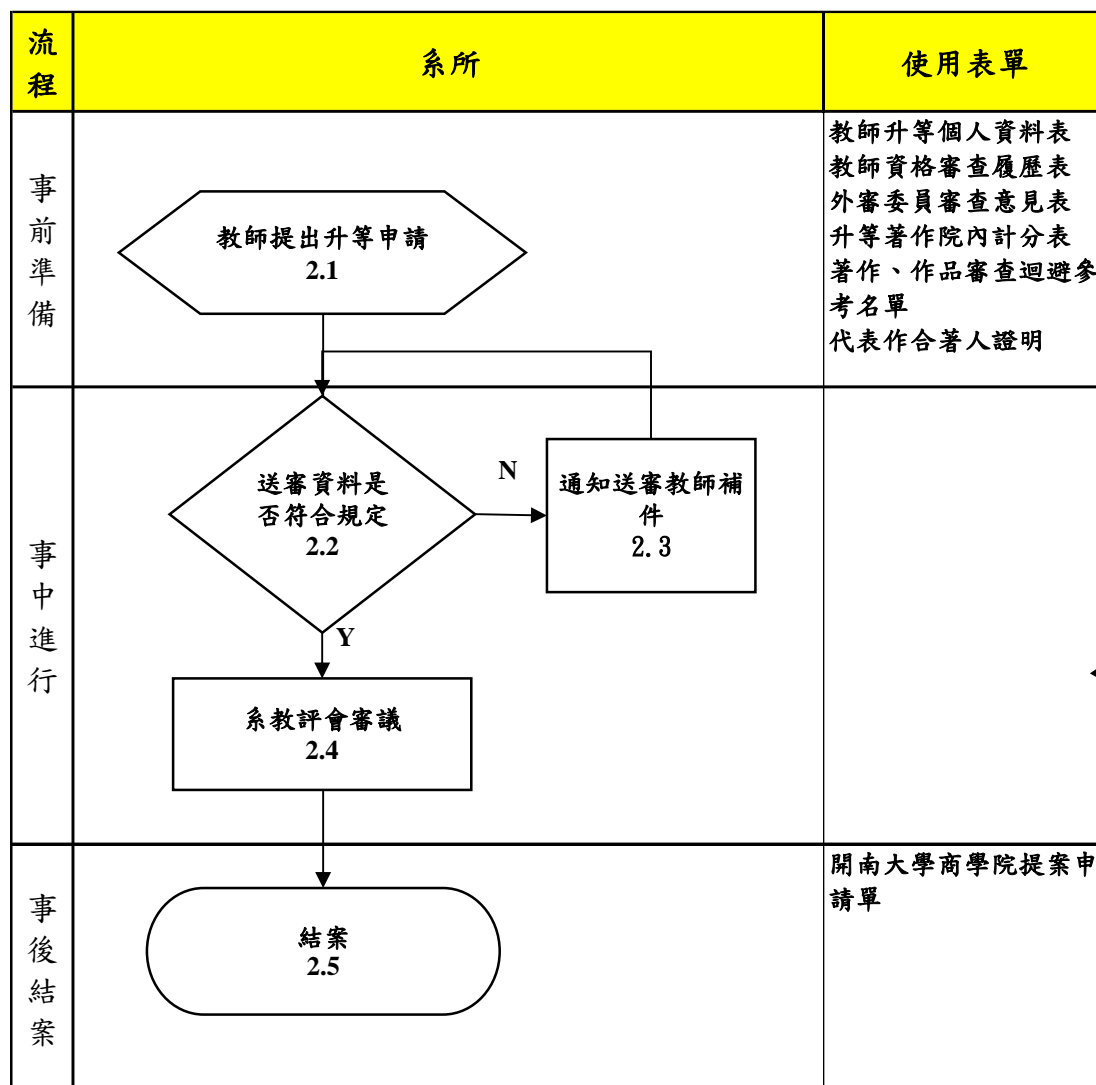 流
程
系所
使用表單
事
前
準
備
教師提出升等申請
2.1
教師升等個人資料表
教師資格審查履歷表
外審委員審查意見表
升等著作院內計分表
著作、作品審查迴避參
考名單
代表作合著人證明
事
中
進
行
送審資料是
否符合規定
2.2
N
通知送審教師補
件
2.3
Y
系教評會審議
2.4
事
後
結
案
結案
2.5
開南大學商學院提案申
請單